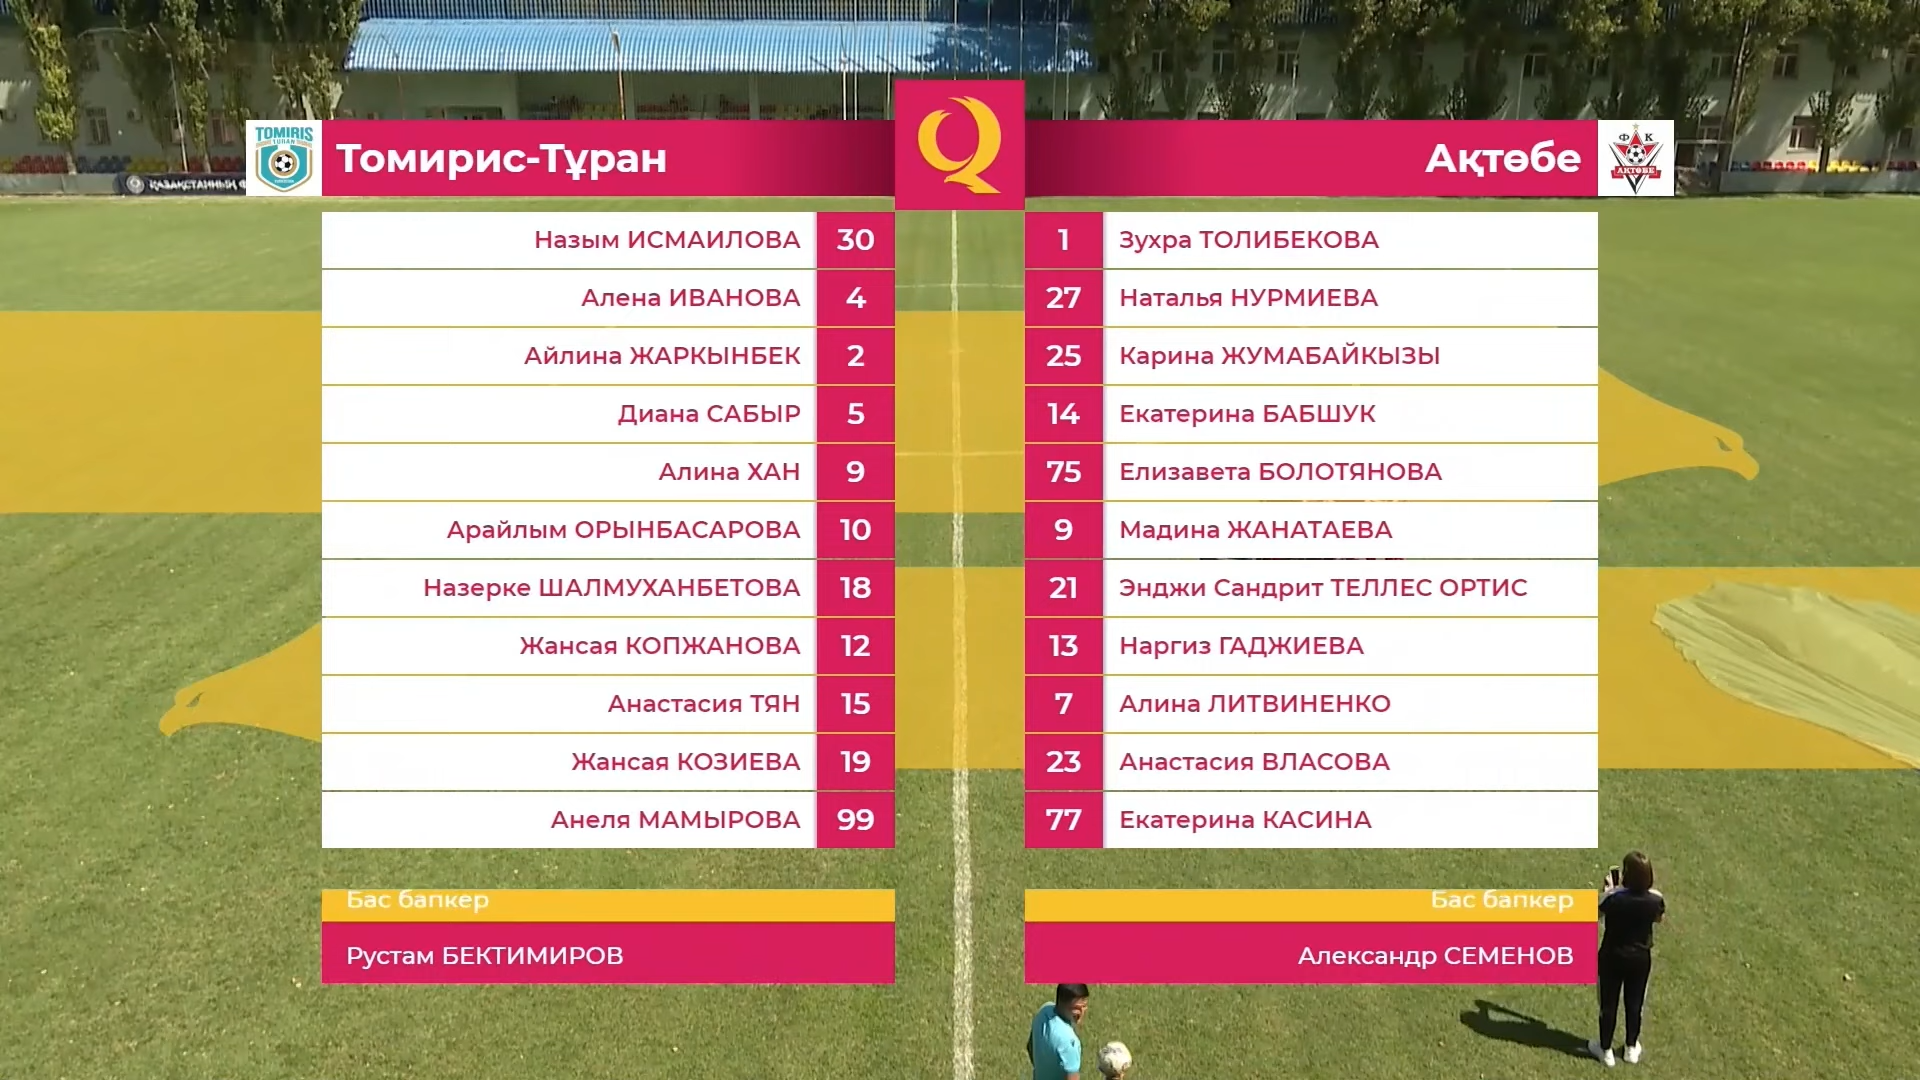 TOMIRIS
TURAN
Томирис-Тұран
Ақтөбе
Ф К
АКТОБЕ
ҚАЗАҚСТАННЫҢ Ф
Назым ИСМАИЛОВА 30
1 Зухра ТОЛИБЕКОВА
Алена ИВАНОВА 4
27 Наталья НУРМИЕВА
Айлина ЖАРКЫНБЕК 2
25 Карина ЖУМАБАЙКЫЗЫ
Диана САБЫР 5
14 Екатерина БАБШУК
Алина ХАН 9
75 Елизавета БОЛОТЯНОВА
Арайлым ОРЫНБАСАРОВА 10
9 Мадина ЖАНАТАЕВА
Назерке ШАЛМУХАНБЕТОВА 18
21 Энджи Сандрит ТЕЛЛЕС ОРТИС
Жансая КОПЖАНОВА 12
13 Наргиз ГАДЖИЕВА
Анастасия ТЯН 15
7 Алина ЛИТВИНЕНКО
Жансая КОЗИЕВА 19
23 Анастасия ВЛАСОВА
Анеля МАМЫРОВА 99
77 Екатерина КАСИНА
Бас бапкер
Бас бапкер
Рустам БЕКТИМИРОВ
Александр СЕМЕНОВ